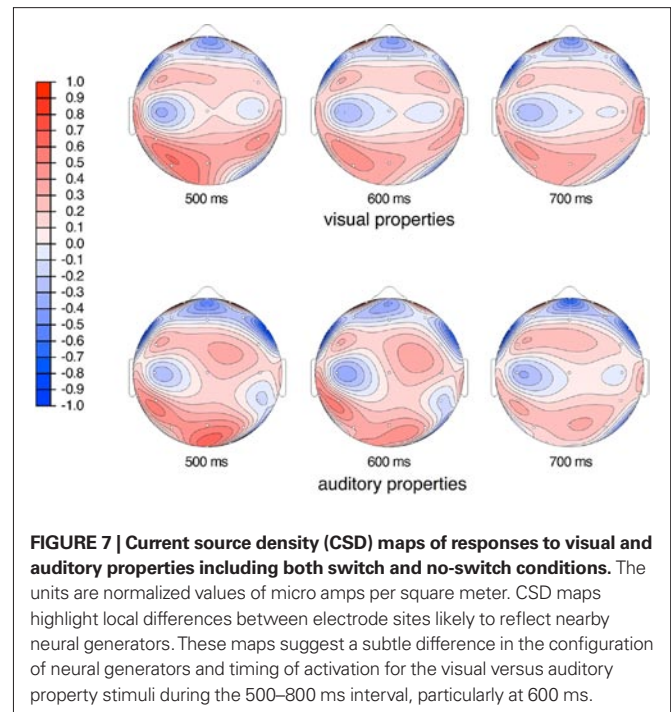 1.0
0.9
0.8
0.7
0.6
0.5
0.4
0.3
0.2
0.1
0.0
-0.1
-0.2
-0.3
-0.4
-0.5
-0.6
-0.7
-0.8
-0.9
-1.0
500 ms 600 ms 700 ms
visual properties
500 ms 600 ms 700 ms
auditory properties
FIGURE 7 | Current source density (CSD) maps of responses to visual and
auditory properties including both switch and no-switch conditions. The
units are normalized values of micro amps per square meter. CSD maps
highlight local differences between electrode sites likely to reflect nearby
neural generators. These maps suggest a subtle difference in the configuration
of neural generators and timing of activation for the visual versus auditory
property stimuli during the 500–800 ms interval, particularly at 600 ms.